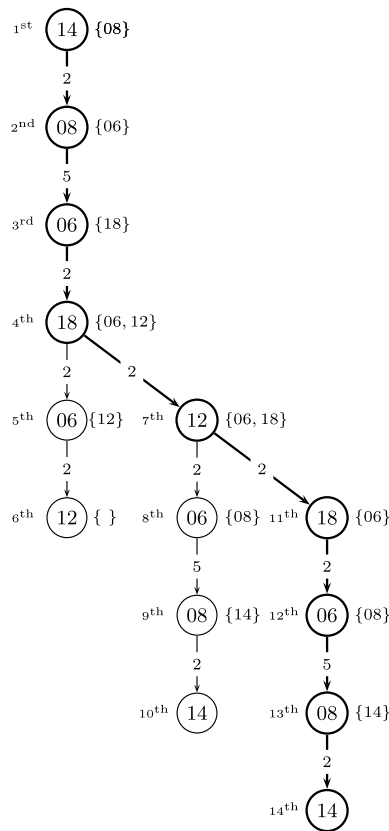 1st 14 {08}
2
2nd 08 {06}
5
3rd 06 {18}
2
4th 18 {06, 12}
2 2
5th 06 {12} 7th 12 {06, 18}
2 2 2
6th 12 { } 8th 06 {08} 11th 18 {06}
5 2
9th 08 {14} 12th 06 {08}
2 5
10th 14 13th 08 {14}
2
14th 14